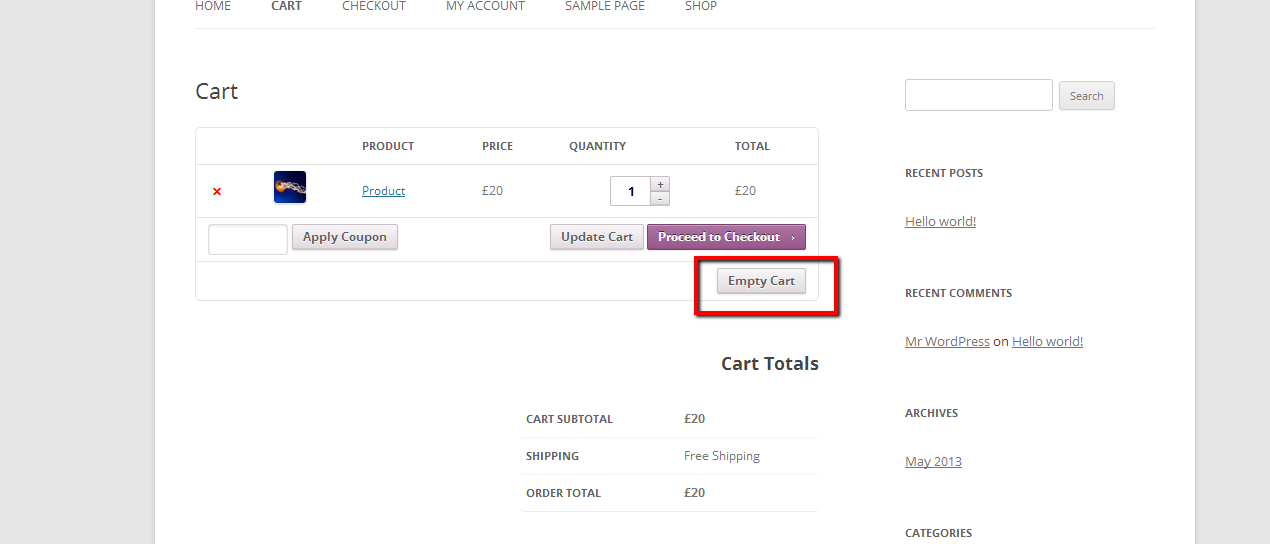 HOME CART CHECKOUT MY ACCOUNT SAMPLE PAGE SHOP
Cart
Search
PRODUCT PRICE QUANTITY TOTAL
× Product £20 1 + - £20
Apply Coupon Update Cart Proceed to Checkout ›
Empty Cart
Cart Totals
CART SUBTOTAL £20
SHIPPING Free Shipping
ORDER TOTAL £20
RECENT POSTS
Hello world!
RECENT COMMENTS
Mr WordPress on Hello world!
ARCHIVES
May 2013
CATEGORIES